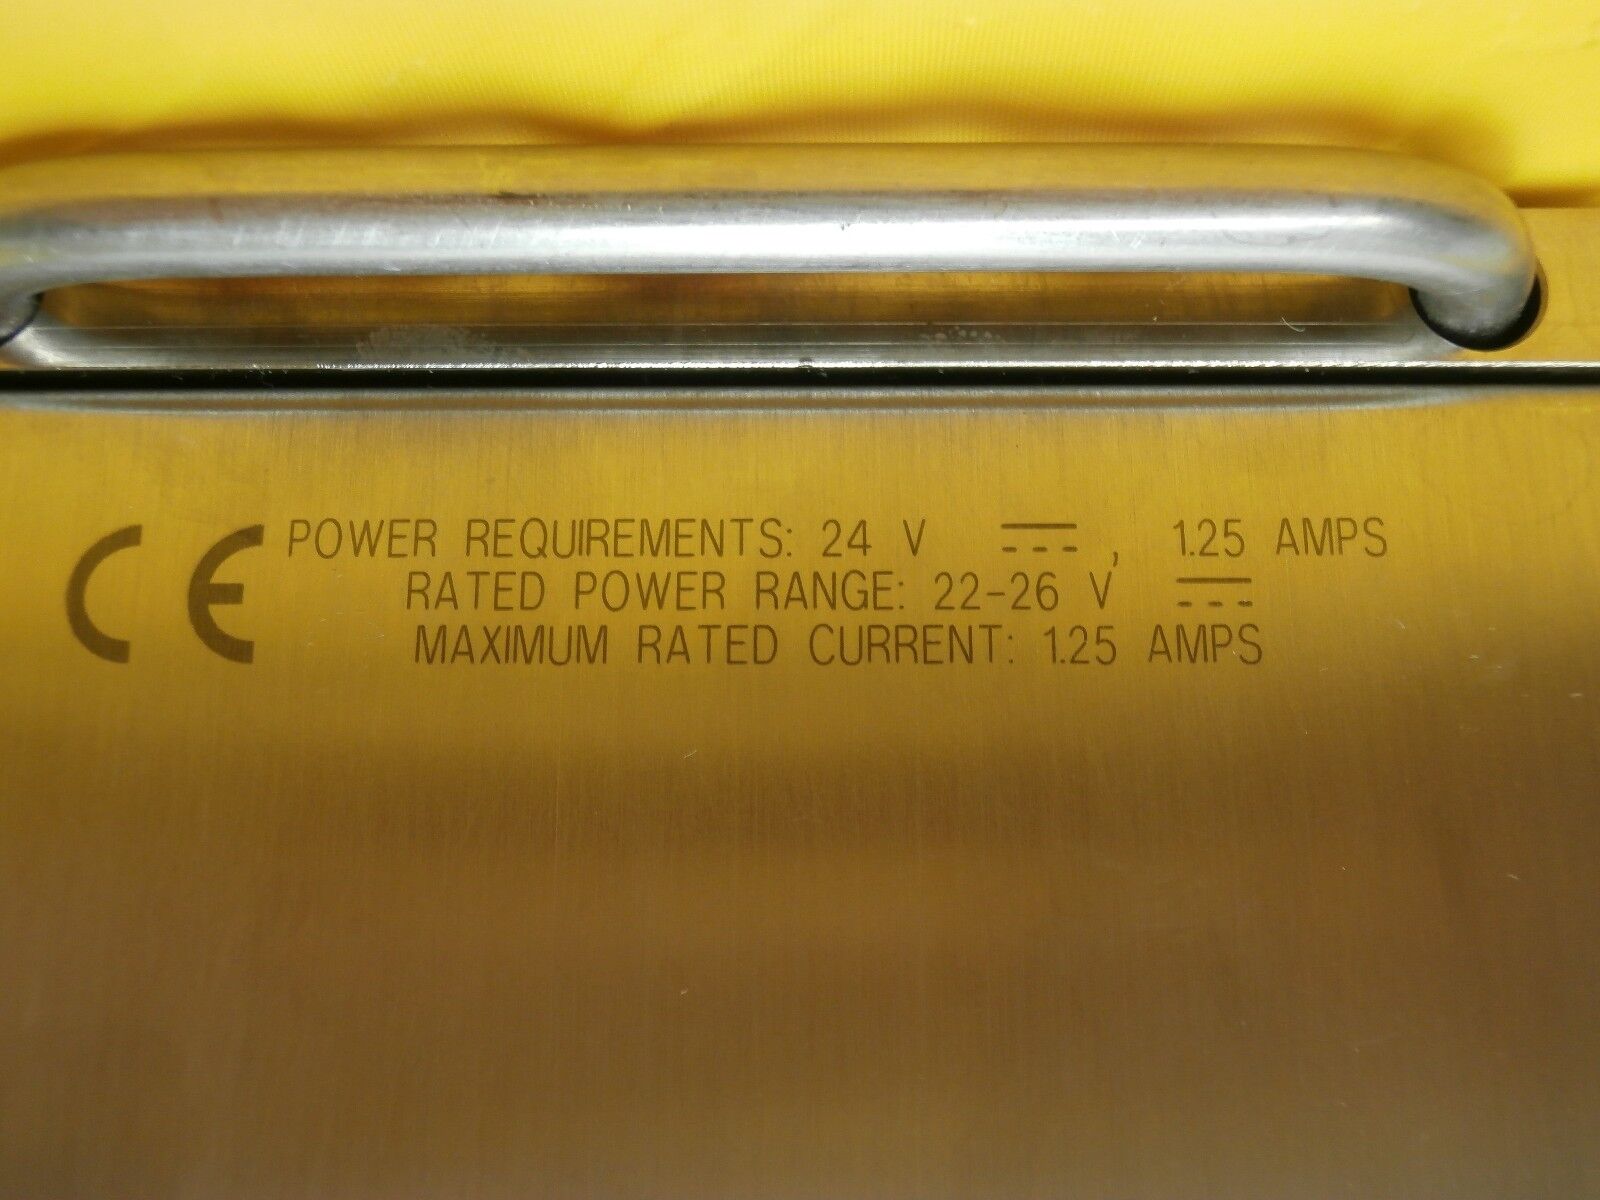 CE POWER REQUIREMENTS: 24 V ⎓, 1.25 AMPS
RATED POWER RANGE: 22-26 V ⎓
MAXIMUM RATED CURRENT: 1.25 AMPS